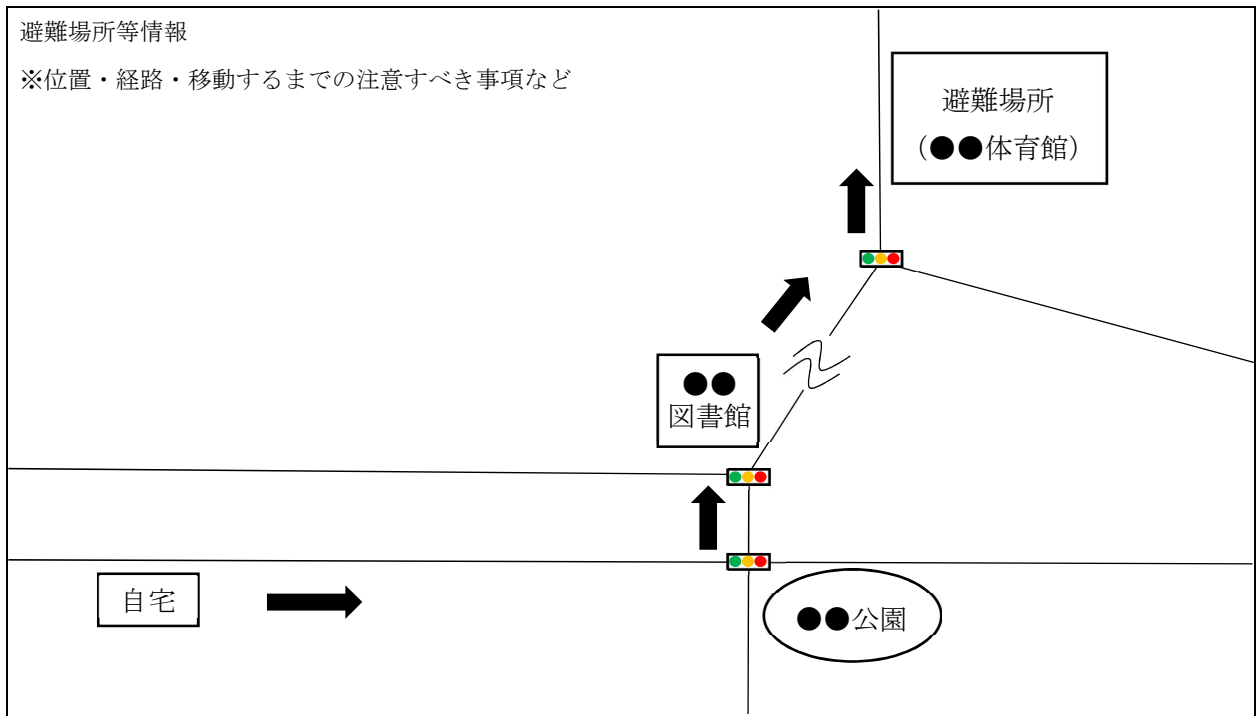 避難場所等情報
※位置・経路・移動するまでの注意すべき事項など
避難場所
（●●体育館）
●●
図書館
自宅
●●公園